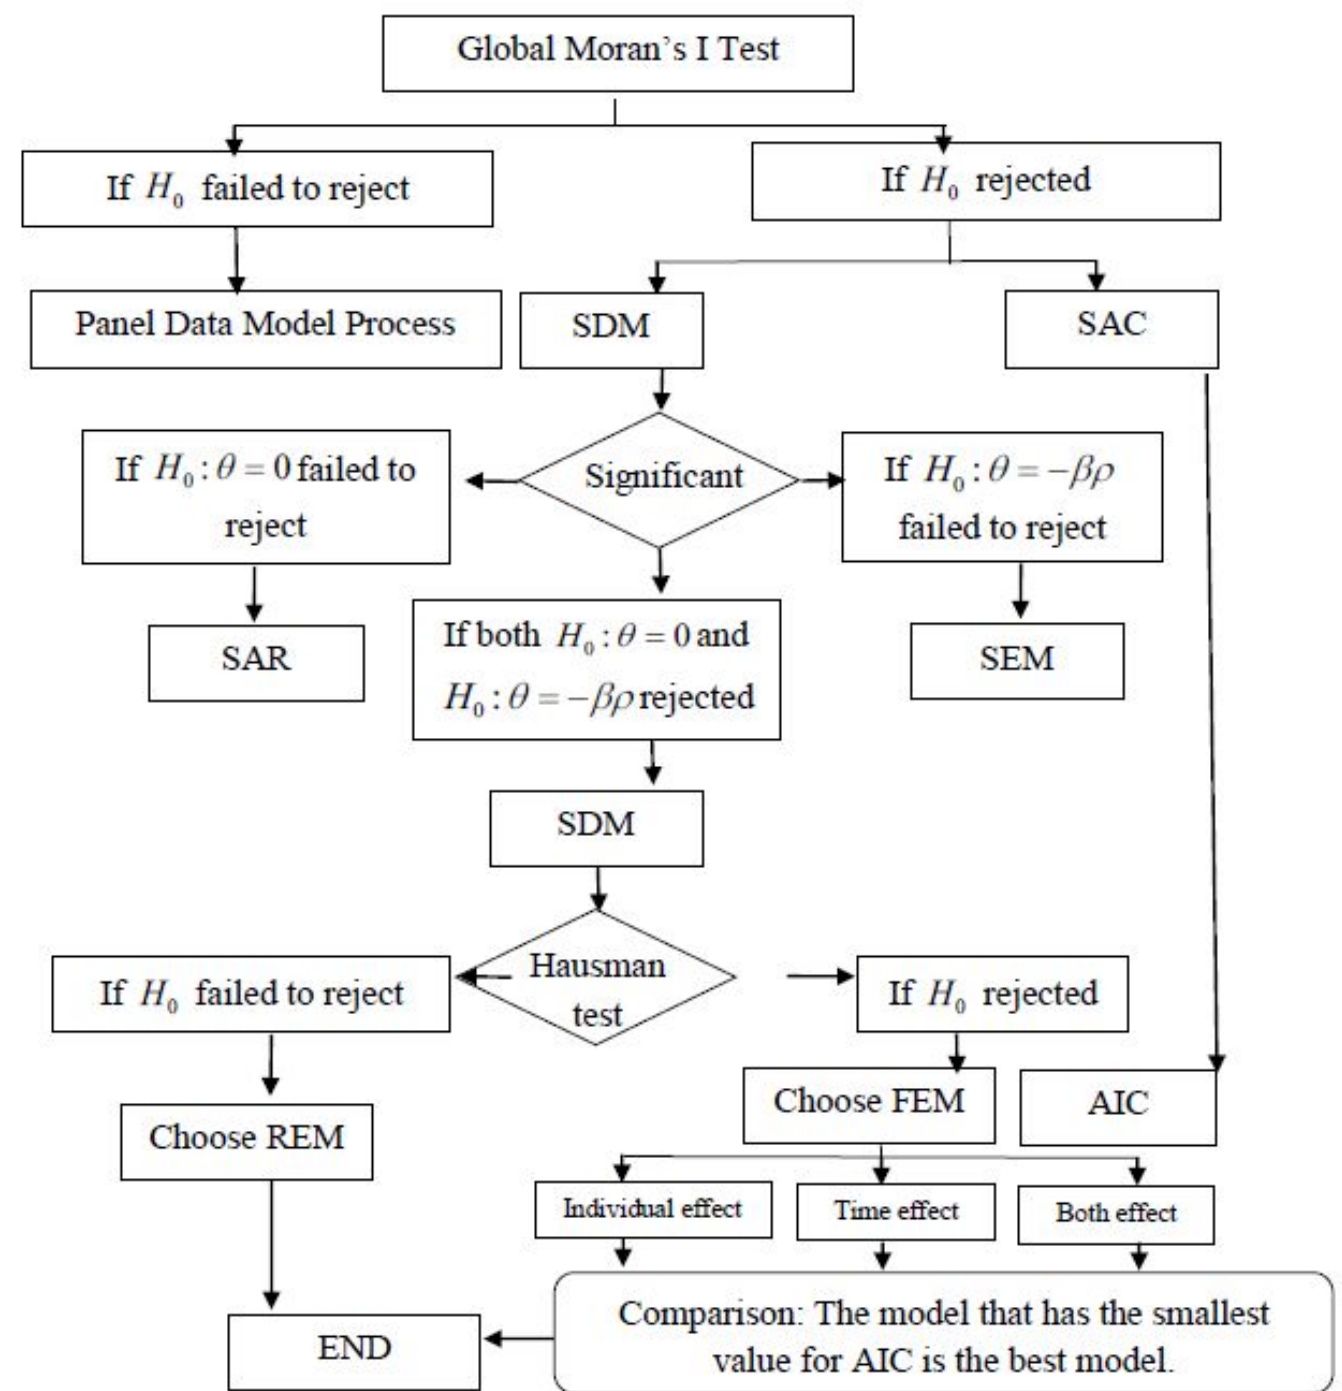 Global Moran's I Test
If H₀ failed to reject
If H₀ rejected
Panel Data Model Process
SDM
SAC
If H₀ : θ = 0 failed to
reject
Significant
If H₀ : θ = −βρ
failed to reject
SAR
If both H₀ : θ = 0 and
H₀ : θ = −βρ rejected
SEM
SDM
If H₀ failed to reject
Hausman
test
If H₀ rejected
Choose REM
Choose FEM
AIC
Individual effect
Time effect
Both effect
Comparison: The model that has the smallest
value for AIC is the best model.
END